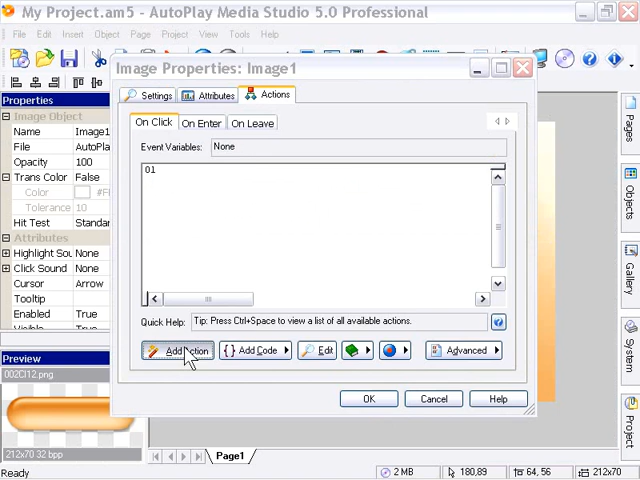 My Project.am5 - AutoPlay Media Studio 5.0 Professional
File Edit Insert Object Page Project View Tools Help
Properties
Image Object
Name Image1
File AutoPla
Opacity 100
Trans Color False
Color #FI
Tolerance 10
Hit Test Standar
Attributes
Highlight Sou None
Click Sound None
Cursor Arrow
Tooltip
Enabled True
Visible True
Image Properties: Image1
Settings Attributes Actions
On Click On Enter On Leave
Event Variables: None
01
Quick Help: Tip: Press Ctrl+Space to view a list of all available actions.
Add Action Add Code Edit Advanced
OK Cancel Help
Pages
Objects
Gallery
System
Project
Preview
002CI12.png
212x70 32 bpp
Page1
Ready 2 MB 180,89 64, 56 212x70